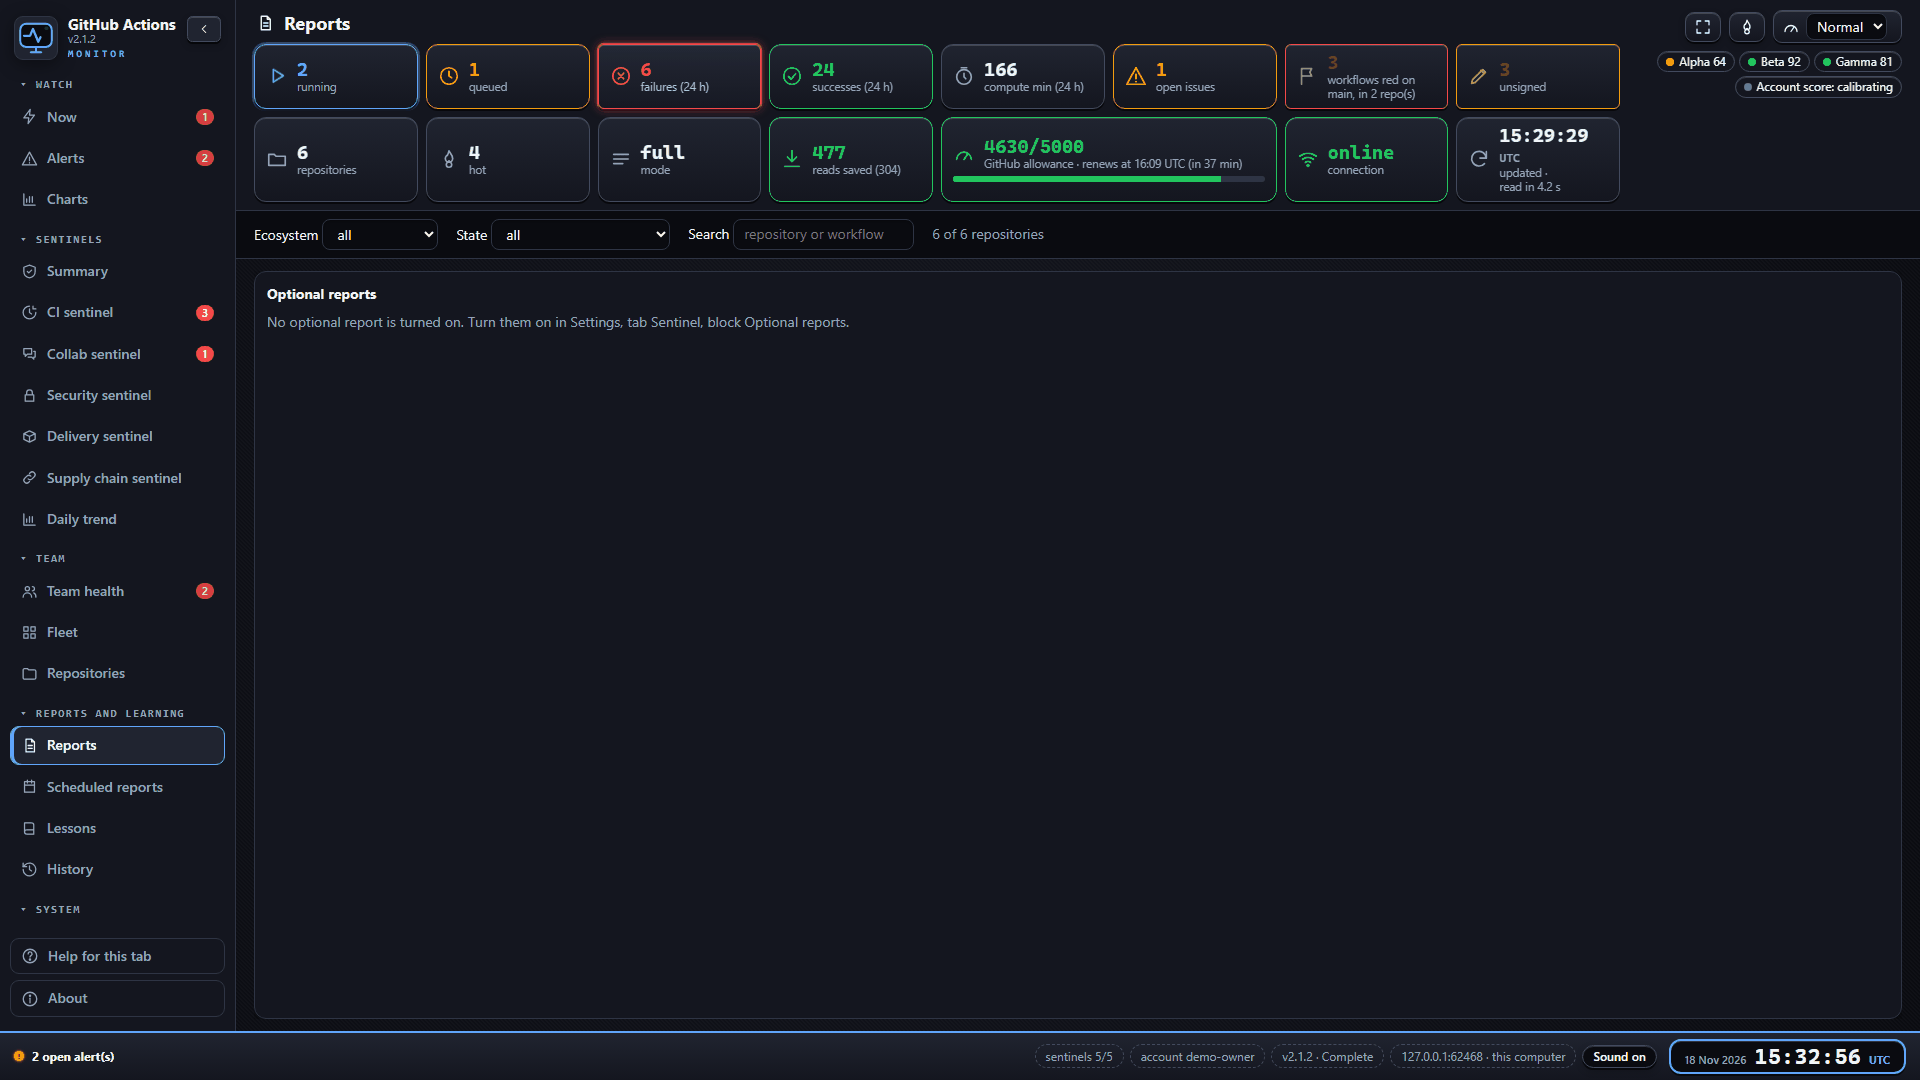 GitHub Actions
v2.1.2
MONITOR
WATCH
Now 1
Alerts 2
Charts
SENTINELS
Summary
CI sentinel 3
Collab sentinel 1
Security sentinel
Delivery sentinel
Supply chain sentinel
Daily trend
TEAM
Team health 2
Fleet
Repositories
REPORTS AND LEARNING
Reports
Scheduled reports
Lessons
History
SYSTEM
Help for this tab
About
Reports
Normal
Alpha 64 Beta 92 Gamma 81
Account score: calibrating
2
running
1
queued
6
failures (24 h)
24
successes (24 h)
166
compute min (24 h)
1
open issues
3
workflows red on
main, in 2 repo(s)
3
unsigned
6
repositories
4
hot
full
mode
477
reads saved (304)
4630/5000
GitHub allowance · renews at 16:09 UTC (in 37 min)
online
connection
15:29:29
UTC
updated ·
read in 4.2 s
Ecosystem all State all Search repository or workflow 6 of 6 repositories
Optional reports
No optional report is turned on. Turn them on in Settings, tab Sentinel, block Optional reports.
2 open alert(s)
sentinels 5/5 account demo-owner v2.1.2 · Complete 127.0.0.1:62468 · this computer Sound on 18 Nov 2026 15:32:56 UTC